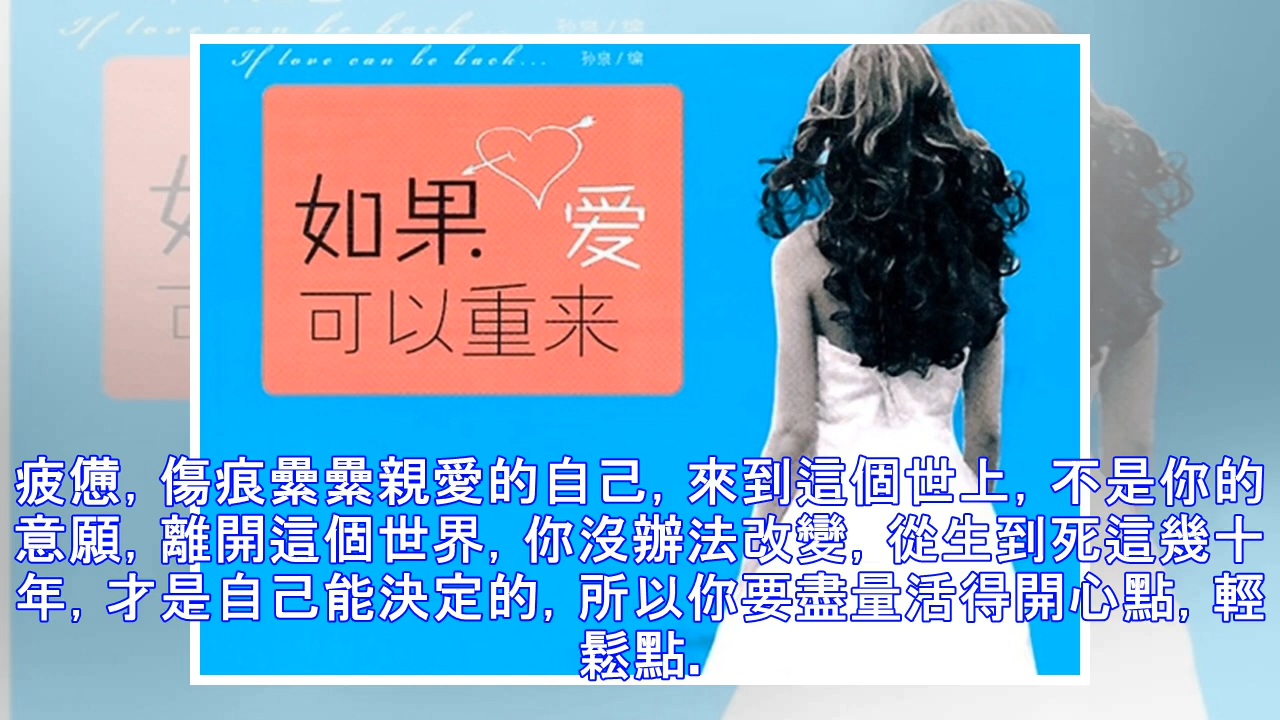 If love can be back...
孙泉 / 编
如果爱
可以重来
疲憊, 傷痕纍纍親愛的自己, 來到這個世上, 不是你的
意願, 離開這個世界, 你沒辦法改變, 從生到死這幾十
年, 才是自己能決定的, 所以你要盡量活得開心點, 輕
鬆點.